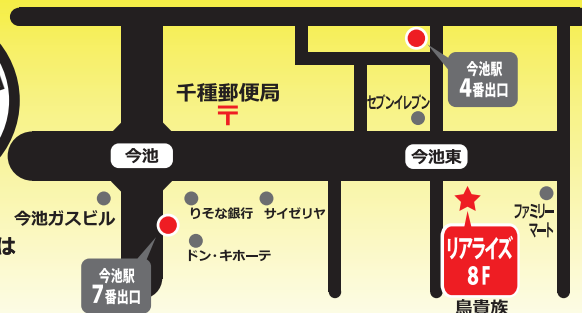 今池駅
4番出口
千種郵便局
〒
セブンイレブン
今池
今池東
今池ガスビル
りそな銀行
サイゼリヤ
ファミリー
マート
は
ドン・キホーテ
リアライズ
8F
今池駅
7番出口
鳥貴族